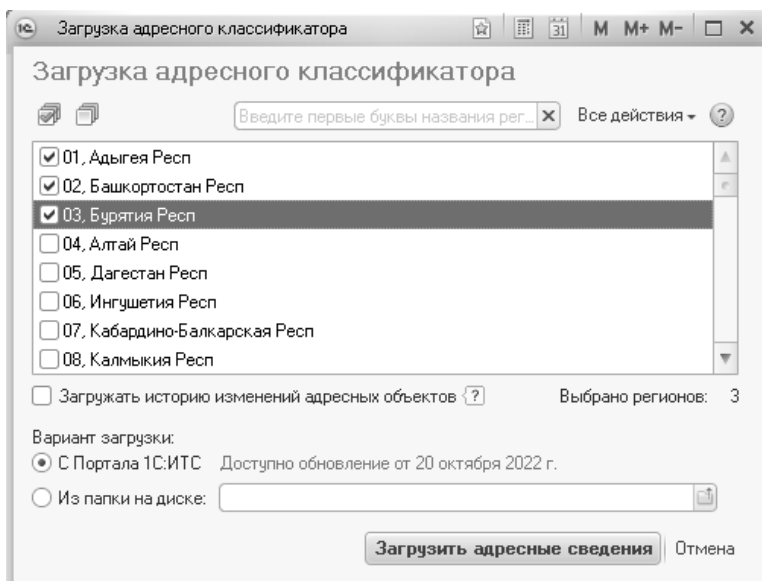 1С Загрузка адресного классификатора 31 M M+ M-
Загрузка адресного классификатора
Введите первые буквы названия рег... Все действия ?
01, Адыгея Респ
02, Башкортостан Респ
03, Бурятия Респ
04, Алтай Респ
05, Дагестан Респ
06, Ингушетия Респ
07, Кабардино-Балкарская Респ
08, Калмыкия Респ
Загружать историю изменений адресных объектов ? Выбрано регионов: 3
Вариант загрузки:
С Портала 1С:ИТС Доступно обновление от 20 октября 2022 г.
Из папки на диске:
Загрузить адресные сведения Отмена